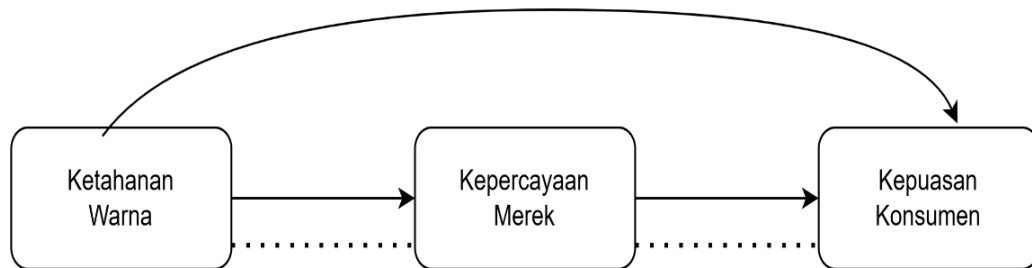 Ketahanan
Warna
Kepercayaan
Merek
Kepuasan
Konsumen